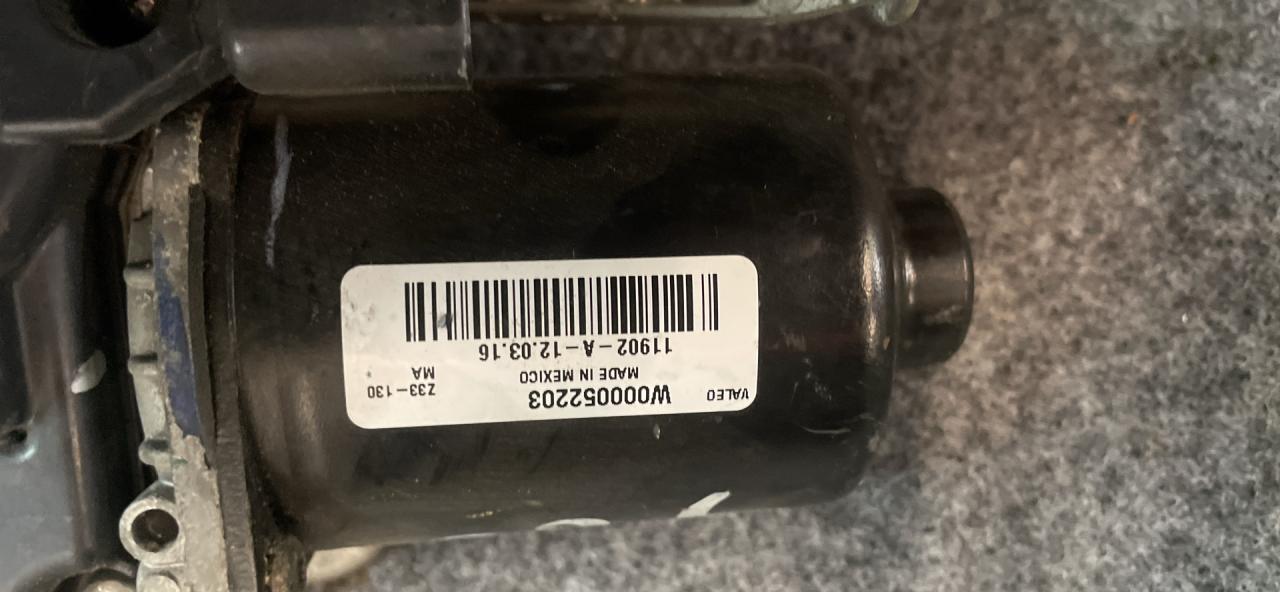 VALEO W000052203 Z33-130
MADE IN MEXICO MA
11902-A-12.03.16